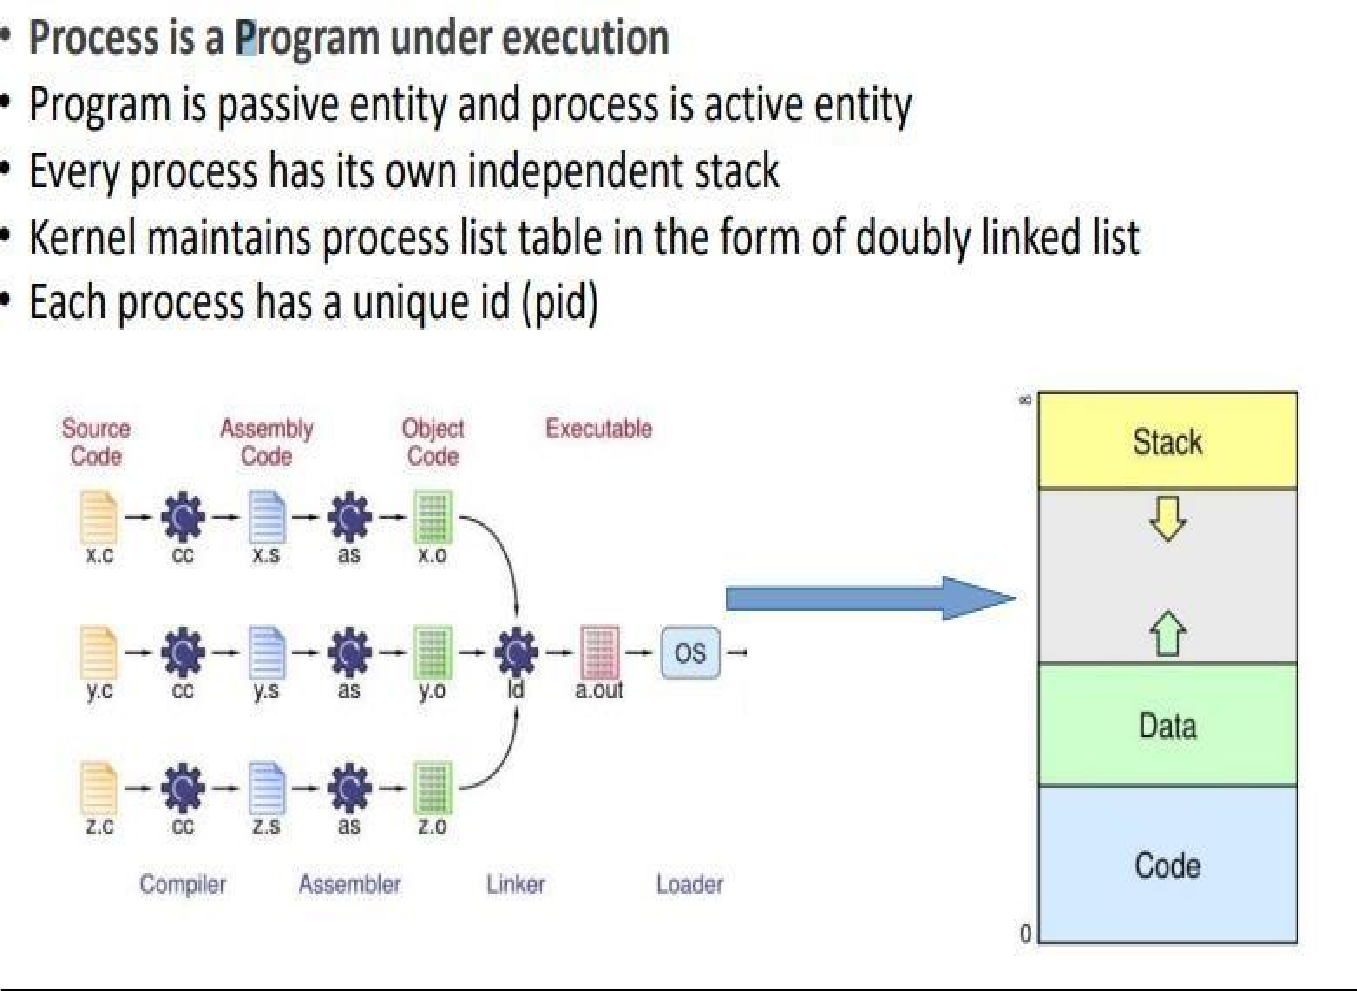 • Process is a Program under execution
• Program is passive entity and process is active entity
• Every process has its own independent stack
• Kernel maintains process list table in the form of doubly linked list
• Each process has a unique id (pid)
Source Code
Assembly Code
Object Code
Executable
x.c cc x.s as x.o
y.c cc y.s as y.o ld a.out OS
z.c cc z.s as z.o
Compiler Assembler Linker Loader
∞
Stack
Data
Code
0